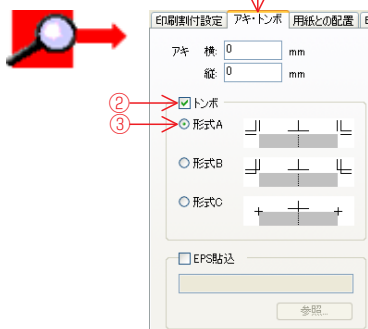 印刷割付設定 アキ・トンボ 用紙との配置
アキ 横: 0 mm
縦: 0 mm
② トンボ
③ 形式A
形式B
形式C
EPS貼込
参照...